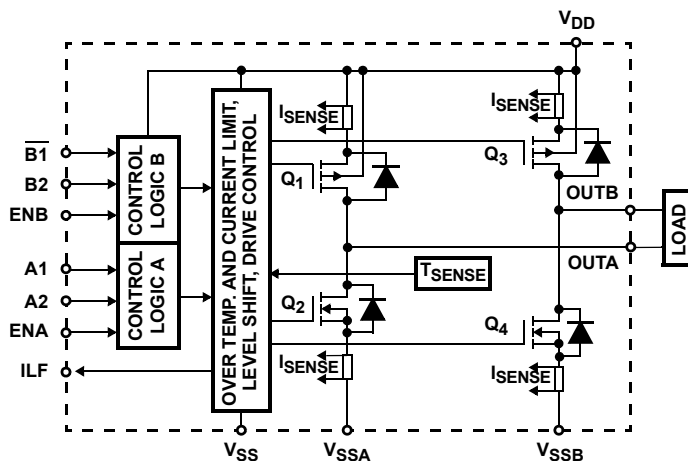 VDD
ISENSE
ISENSE
B1
B2
ENB
CONTROL
LOGIC B
A1
A2
ENA
CONTROL
LOGIC A
ILF
OVER TEMP. AND CURRENT LIMIT,
LEVEL SHIFT, DRIVE CONTROL
Q1
Q3
OUTB
OUTA
LOAD
TSENSE
Q2
Q4
ISENSE
ISENSE
VSS
VSSA
VSSB